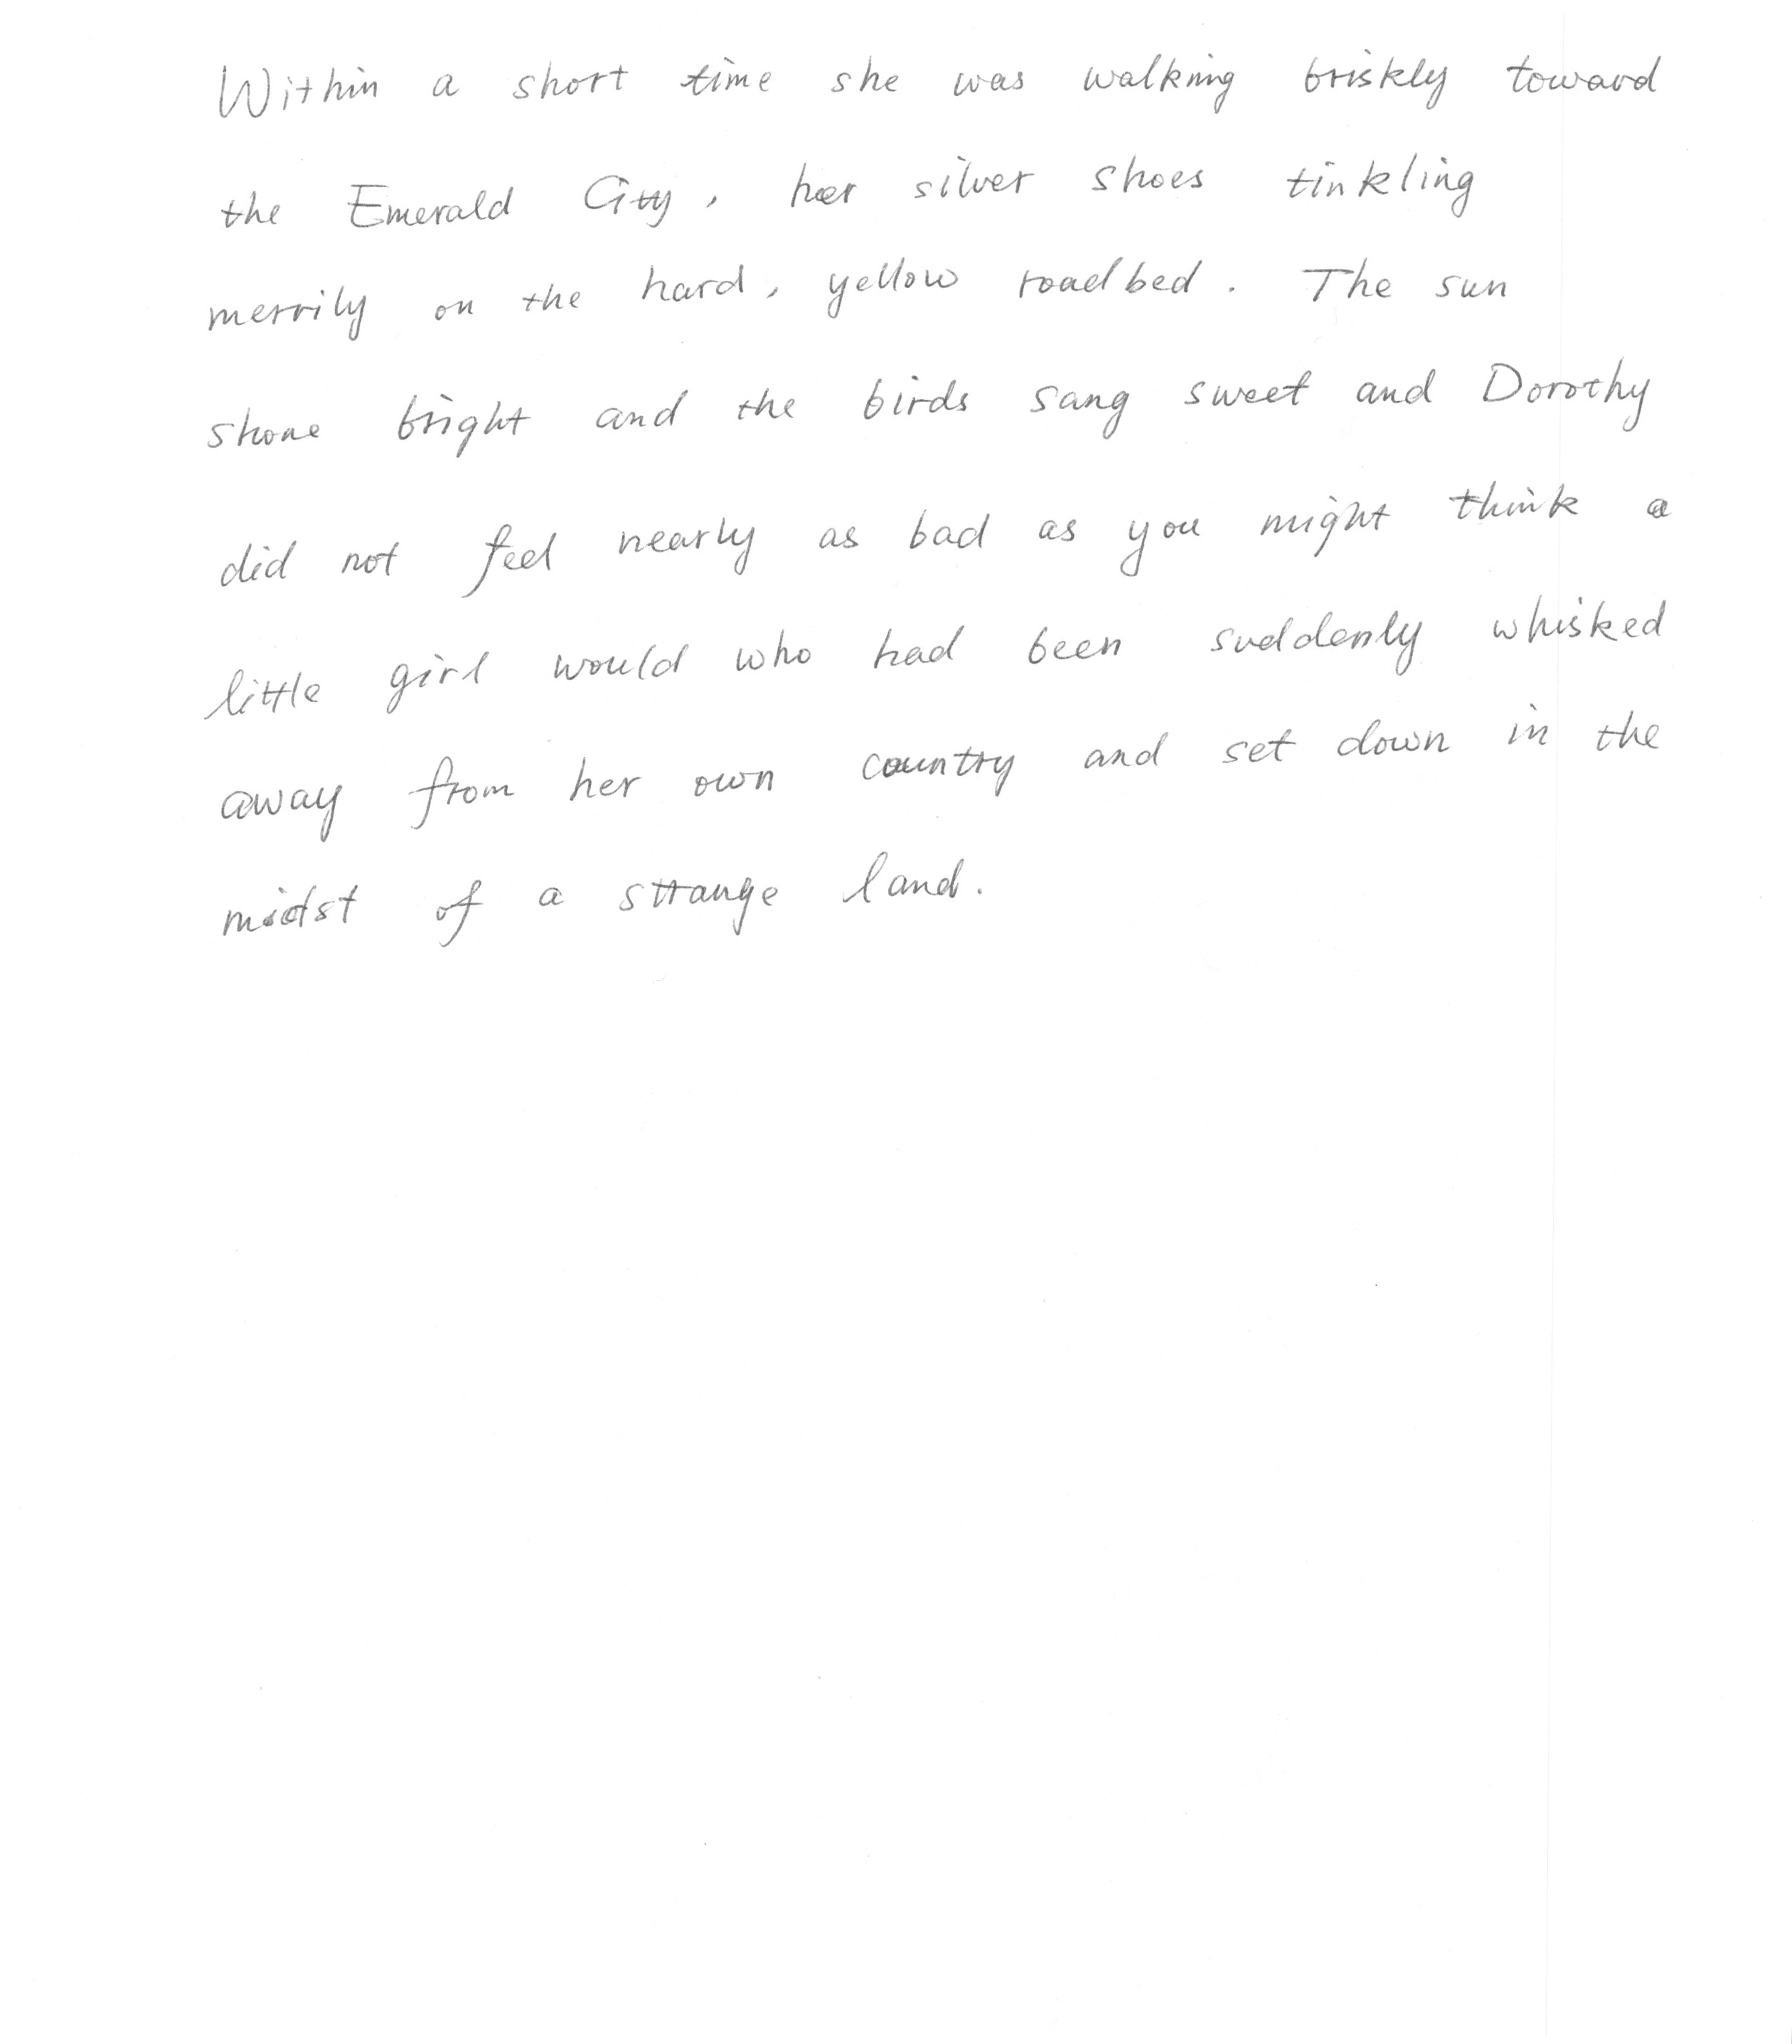 Within a short time she was walking briskly toward
the Emerald City, her silver shoes tinkling
merrily on the hard, yellow roadbed. The sun
shone bright and the birds sang sweet and Dorothy
did not feel nearly as bad as you might think a
little girl would who had been suddenly whisked
away from her own country and set down in the
midst of a strange land.